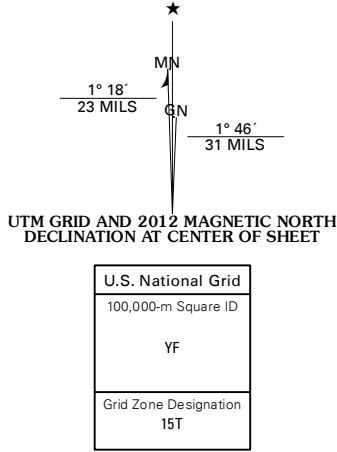 ★
MN
1° 18´
23 MILS
GN
1° 46´
31 MILS
UTM GRID AND 2012 MAGNETIC NORTH
DECLINATION AT CENTER OF SHEET
U.S. National Grid
100,000-m Square ID
YF
Grid Zone Designation
15T